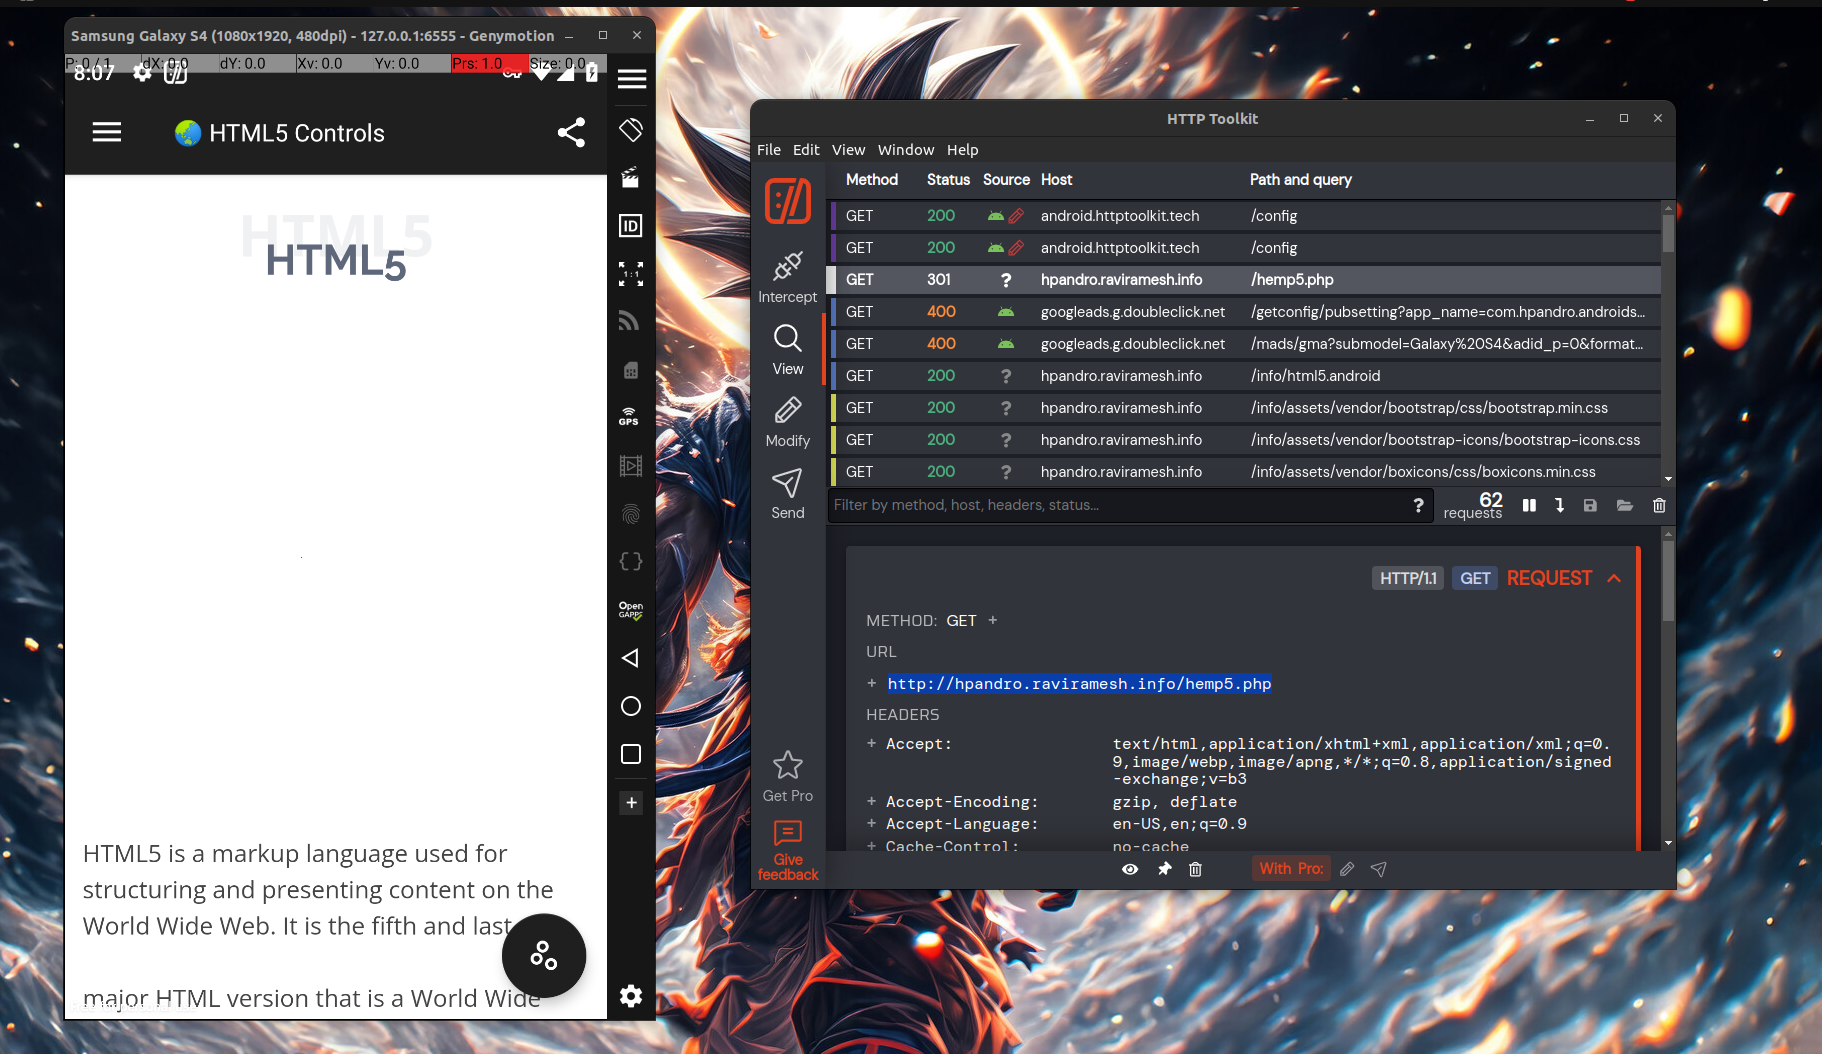 Samsung Galaxy S4 (1080x1920, 480dpi) - 127.0.0.1:6555 - Genymotion
P: 0 / 1 dX: 0.0 dY: 0.0 Xv: 0.0 Yv: 0.0 Prs: 1.0 Size: 0.0
8:07
HTML5 Controls
HTML5
HTML5
HTML5 is a markup language used for
structuring and presenting content on the
World Wide Web. It is the fifth and last
major HTML version that is a World Wide
ID
1:1
GPS
Open
GAPPS
HTTP Toolkit
File Edit View Window Help
Intercept
View
Modify
Send
Get Pro
Give
feedback
Method Status Source Host Path and query
GET 200 android.httptoolkit.tech /config
GET 200 android.httptoolkit.tech /config
GET 301 ? hpandro.raviramesh.info /hemp5.php
GET 400 googleads.g.doubleclick.net /getconfig/pubsetting?app_name=com.hpandro.androids...
GET 400 googleads.g.doubleclick.net /mads/gma?submodel=Galaxy%20S4&adid_p=0&format...
GET 200 ? hpandro.raviramesh.info /info/html5.android
GET 200 ? hpandro.raviramesh.info /info/assets/vendor/bootstrap/css/bootstrap.min.css
GET 200 ? hpandro.raviramesh.info /info/assets/vendor/bootstrap-icons/bootstrap-icons.css
GET 200 ? hpandro.raviramesh.info /info/assets/vendor/boxicons/css/boxicons.min.css
Filter by method, host, headers, status... ? 62
requests
HTTP/1.1 GET REQUEST
METHOD: GET +
URL
+ http://hpandro.raviramesh.info/hemp5.php
HEADERS
+ Accept: text/html,application/xhtml+xml,application/xml;q=0.
9,image/webp,image/apng,*/*;q=0.8,application/signed
-exchange;v=b3
+ Accept-Encoding: gzip, deflate
+ Accept-Language: en-US,en;q=0.9
+ Cache-Control: no-cache
With Pro: